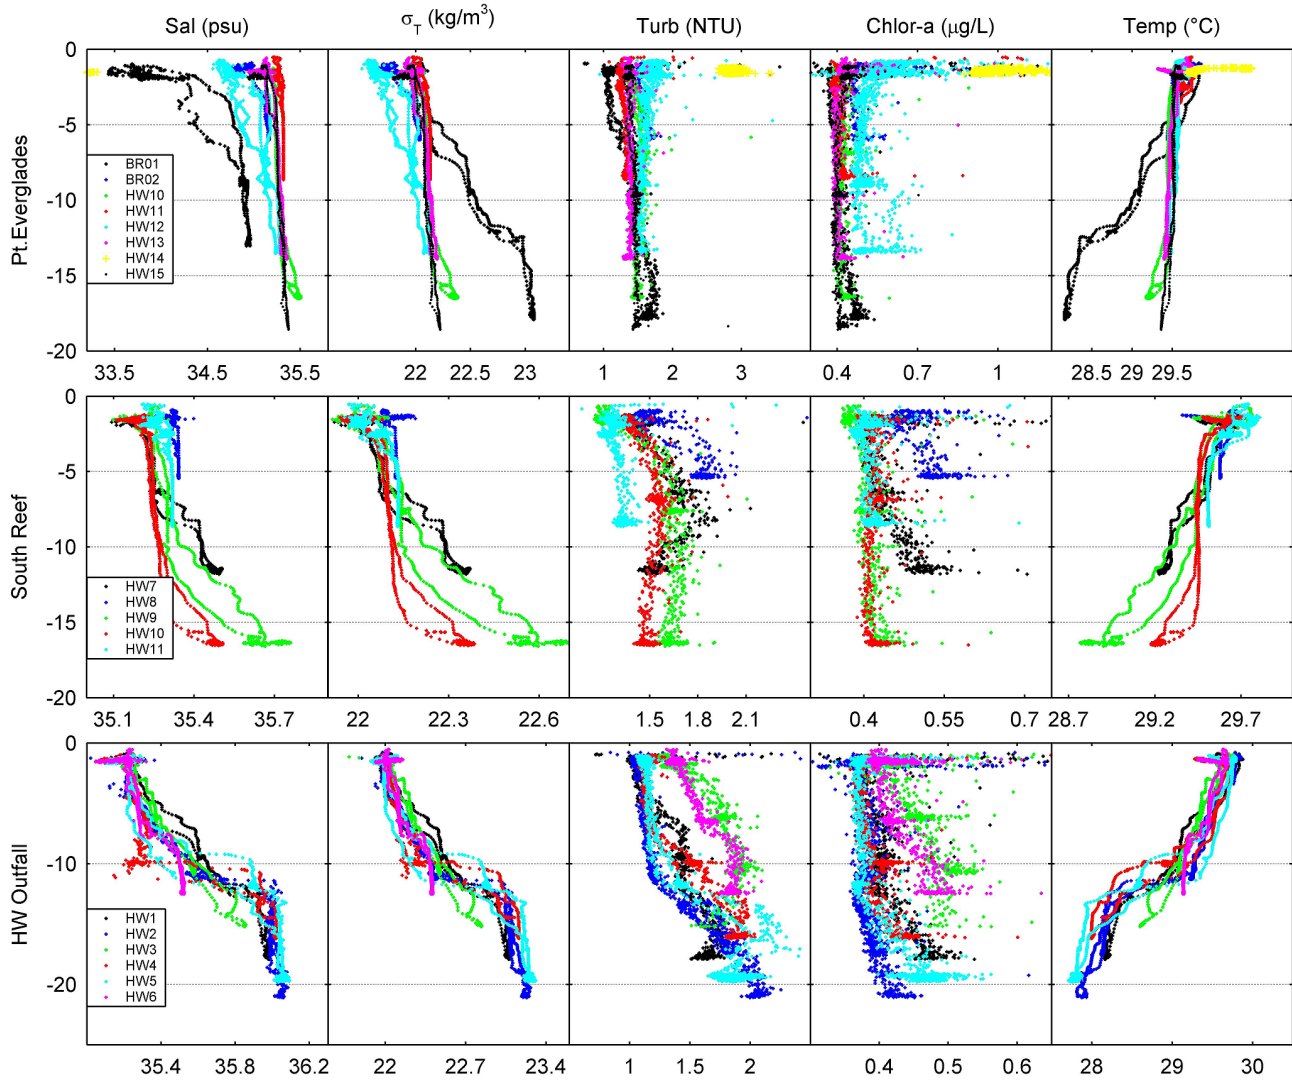 Sal (psu)
σT (kg/m3)
Turb (NTU)
Chlor-a (μg/L)
Temp (°C)
Pt.Everglades
0
-5
-10
-15
-20
BR01
BR02
HW10
HW11
HW12
HW13
HW14
HW15
33.5 34.5 35.5
22 22.5 23
1 2 3
0.4 0.7 1
28.5 29 29.5
South Reef
0
-5
-10
-15
-20
HW7
HW8
HW9
HW10
HW11
35.1 35.4 35.7
22 22.3 22.6
1.5 1.8 2.1
0.4 0.55 0.7
28.7 29.2 29.7
HW Outfall
0
-10
-20
HW1
HW2
HW3
HW4
HW5
HW6
35.4 35.8 36.2
22 22.7 23.4
1 1.5 2
0.4 0.5 0.6
28 29 30